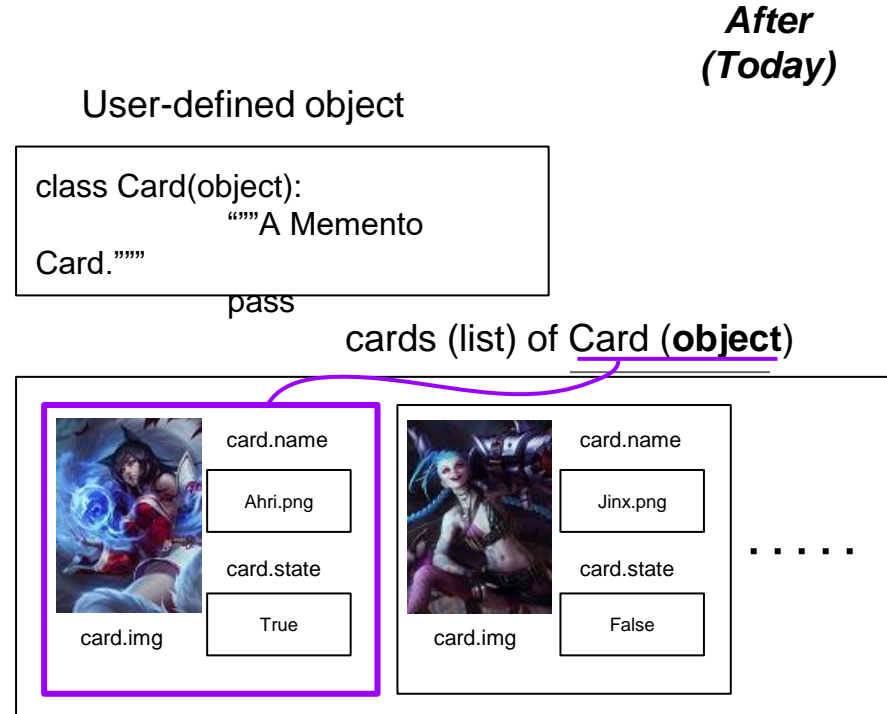 After
(Today)
User-defined object
class Card(object):
“””A Memento
Card.”””
pass
cards (list) of Card (object)
card.name
Ahri.png
card.state
True
card.img
card.name
Jinx.png
card.state
False
card.img
. . . . .